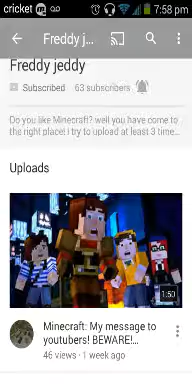 cricket 7:58 pm
Freddy j...
Freddy jeddy
Subscribed 63 subscribers
Do you like Minecraft? well you have come to
the right place! i try to upload at least 3 time...
Uploads
1:50
Minecraft: My message to
youtubers! BEWARE!...
46 views · 1 week ago